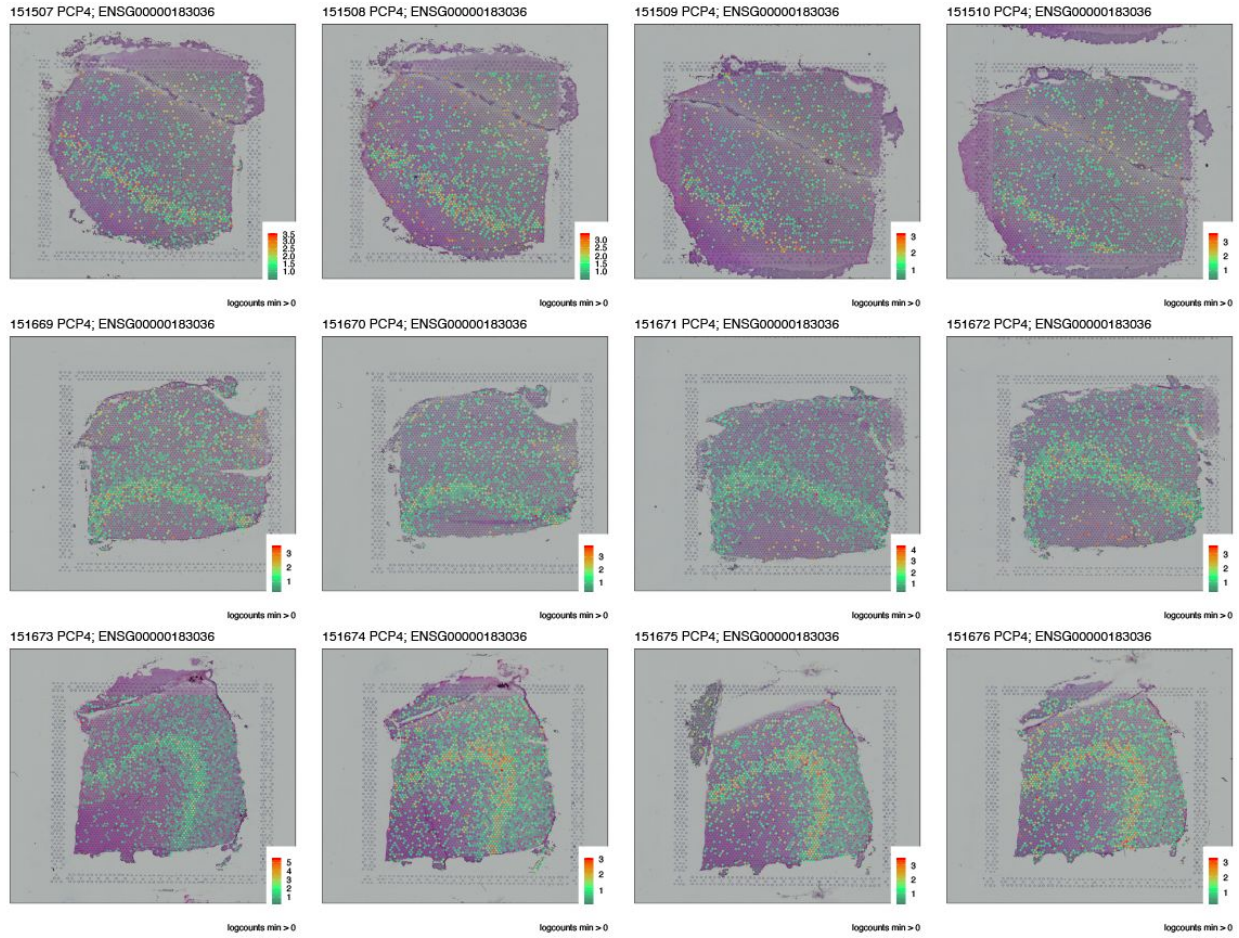 151507 PCP4; ENSG00000183036
151508 PCP4; ENSG00000183036
151509 PCP4; ENSG00000183036
151510 PCP4; ENSG00000183036
3.5
3.0
2.5
2.0
1.5
1.0
3.0
2.5
2.0
1.5
1.0
3
2
1
3
2
1
logcounts min > 0
logcounts min > 0
logcounts min > 0
logcounts min > 0
151669 PCP4; ENSG00000183036
151670 PCP4; ENSG00000183036
151671 PCP4; ENSG00000183036
151672 PCP4; ENSG00000183036
3
2
1
3
2
1
4
3
2
1
3
2
1
logcounts min > 0
logcounts min > 0
logcounts min > 0
logcounts min > 0
151673 PCP4; ENSG00000183036
151674 PCP4; ENSG00000183036
151675 PCP4; ENSG00000183036
151676 PCP4; ENSG00000183036
5
4
3
2
1
3
2
1
3
2
1
3
2
1
logcounts min > 0
logcounts min > 0
logcounts min > 0
logcounts min > 0